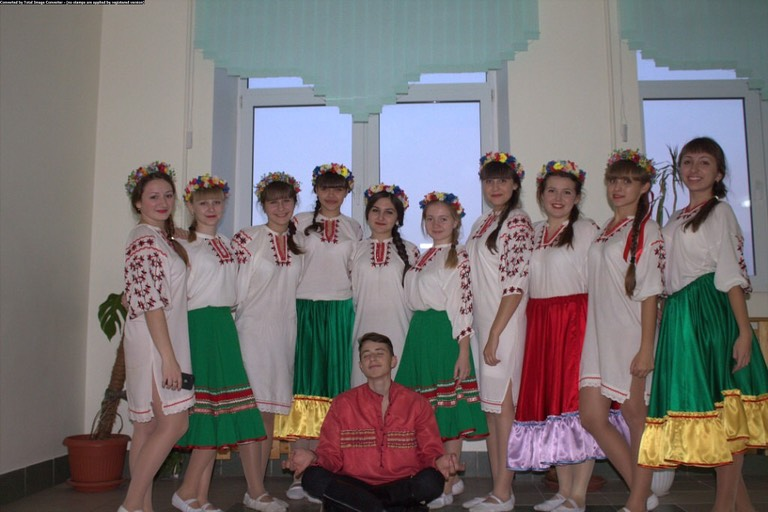 Converted by Total Image Converter - (no stamps are applied by registered version)